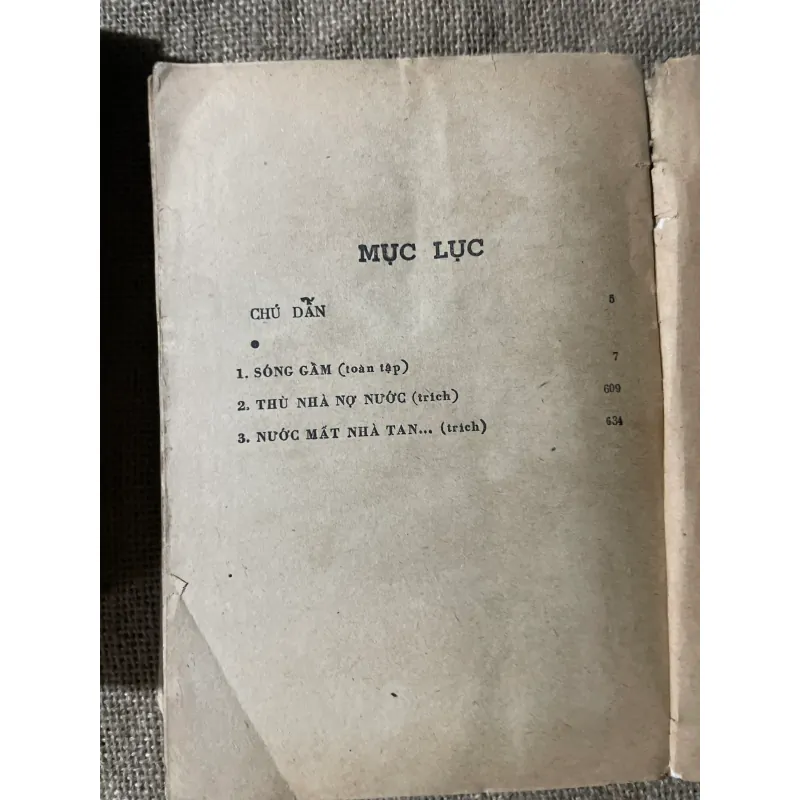 MỤC LỤC
CHÚ DẪN 5
1. SÓNG GẦM (toàn tập) 7
2. THÙ NHÀ NỢ NƯỚC (trích) 609
3. NƯỚC MẤT NHÀ TAN... (trích) 634